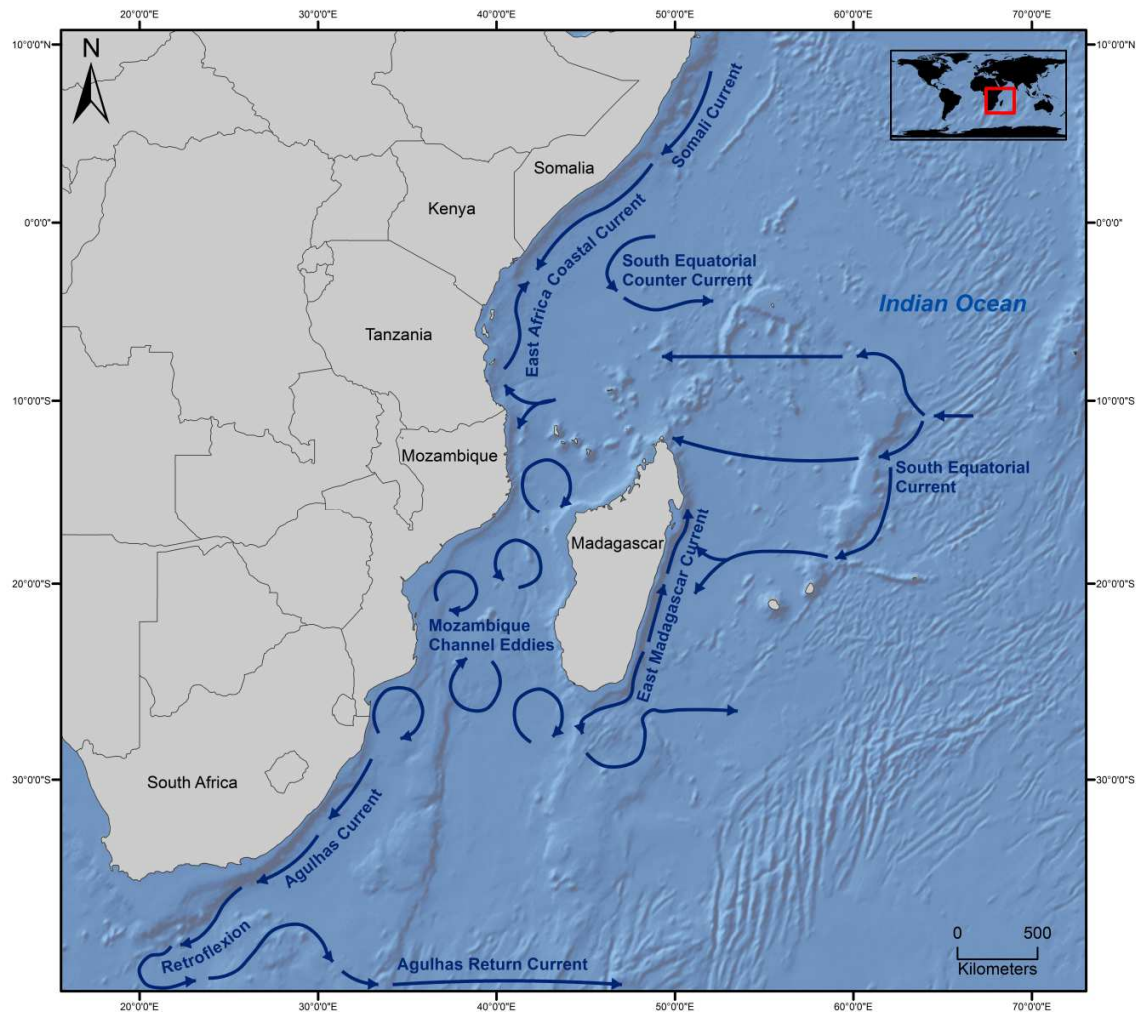 20°0'0"E 30°0'0"E 40°0'0"E 50°0'0"E 60°0'0"E 70°0'0"E
10°0'0"N 10°0'0"N
N
Somali Current
Somalia
Kenya
0°0'0" 0°0'0"
East Africa Coastal Current
South Equatorial
Counter Current
Indian Ocean
Tanzania
10°0'0"S 10°0'0"S
Mozambique
South Equatorial
Current
Madagascar
East Madagascar Current
20°0'0"S 20°0'0"S
Mozambique
Channel Eddies
30°0'0"S 30°0'0"S
South Africa
Agulhas Current
Retroflexion
Agulhas Return Current
0 500
Kilometers
20°0'0"E 30°0'0"E 40°0'0"E 50°0'0"E 60°0'0"E 70°0'0"E